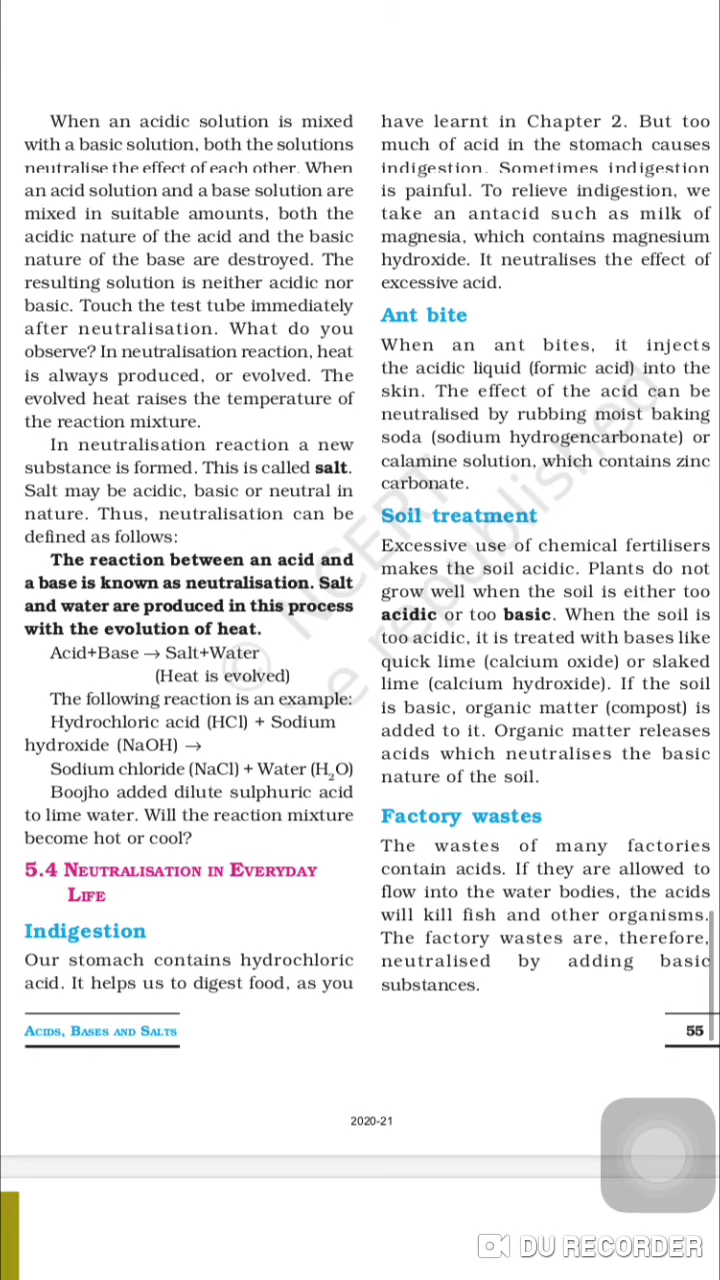 When an acidic solution is mixed
with a basic solution, both the solutions
neutralise the effect of each other. When
an acid solution and a base solution are
mixed in suitable amounts, both the
acidic nature of the acid and the basic
nature of the base are destroyed. The
resulting solution is neither acidic nor
basic. Touch the test tube immediately
after neutralisation. What do you
observe? In neutralisation reaction, heat
is always produced, or evolved. The
evolved heat raises the temperature of
the reaction mixture.
In neutralisation reaction a new
substance is formed. This is called salt.
Salt may be acidic, basic or neutral in
nature. Thus, neutralisation can be
defined as follows:
The reaction between an acid and
a base is known as neutralisation. Salt
and water are produced in this process
with the evolution of heat.
Acid+Base → Salt+Water
(Heat is evolved)
The following reaction is an example:
Hydrochloric acid (HCl) + Sodium
hydroxide (NaOH) →
Sodium chloride (NaCl) + Water (H₂O)
Boojho added dilute sulphuric acid
to lime water. Will the reaction mixture
become hot or cool?
5.4 NEUTRALISATION IN EVERYDAY
LIFE
Indigestion
Our stomach contains hydrochloric
acid. It helps us to digest food, as you
have learnt in Chapter 2. But too
much of acid in the stomach causes
indigestion. Sometimes indigestion
is painful. To relieve indigestion, we
take an antacid such as milk of
magnesia, which contains magnesium
hydroxide. It neutralises the effect of
excessive acid.
Ant bite
When an ant bites, it injects
the acidic liquid (formic acid) into the
skin. The effect of the acid can be
neutralised by rubbing moist baking
soda (sodium hydrogencarbonate) or
calamine solution, which contains zinc
carbonate.
Soil treatment
Excessive use of chemical fertilisers
makes the soil acidic. Plants do not
grow well when the soil is either too
acidic or too basic. When the soil is
too acidic, it is treated with bases like
quick lime (calcium oxide) or slaked
lime (calcium hydroxide). If the soil
is basic, organic matter (compost) is
added to it. Organic matter releases
acids which neutralises the basic
nature of the soil.
Factory wastes
The wastes of many factories
contain acids. If they are allowed to
flow into the water bodies, the acids
will kill fish and other organisms.
The factory wastes are, therefore,
neutralised by adding basic
substances.
ACIDS, BASES AND SALTS
55
2020-21
© NCERT
be republished
DU RECORDER